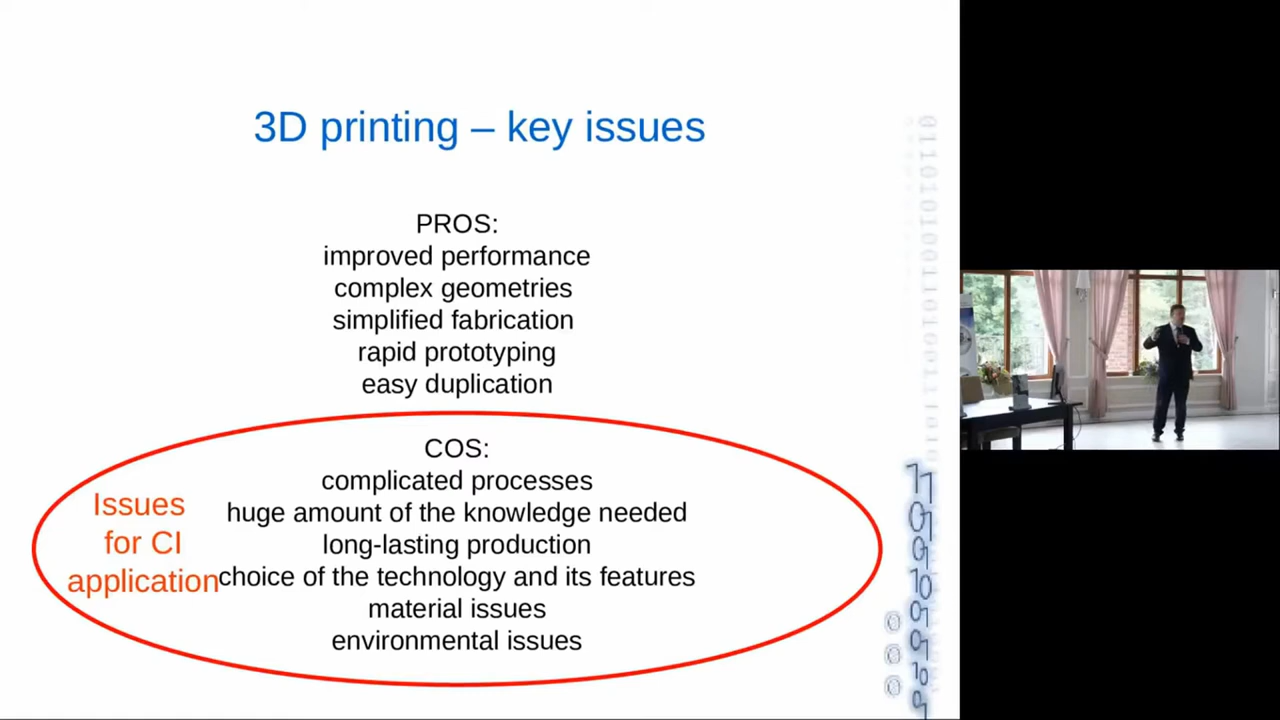 3D printing – key issues
PROS:
improved performance
complex geometries
simplified fabrication
rapid prototyping
easy duplication
COS:
complicated processes
huge amount of the knowledge needed
long-lasting production
choice of the technology and its features
material issues
environmental issues
Issues
for CI
application